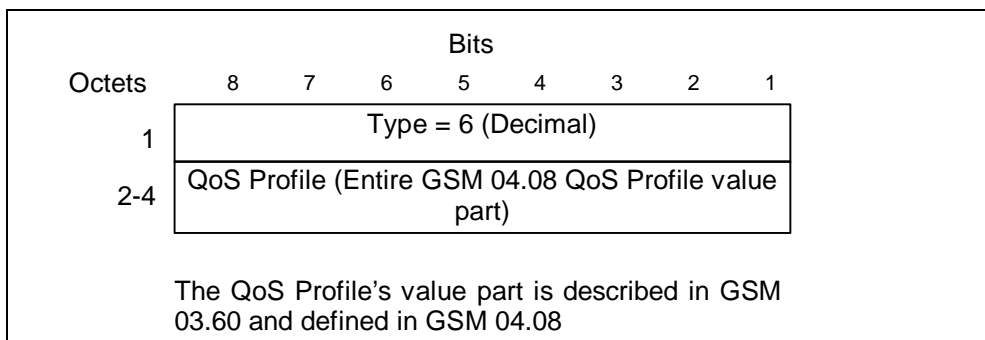 Bits
Octets 8 7 6 5 4 3 2 1
1 Type = 6 (Decimal)
2-4 QoS Profile (Entire GSM 04.08 QoS Profile value
part)
The QoS Profile's value part is described in GSM
03.60 and defined in GSM 04.08